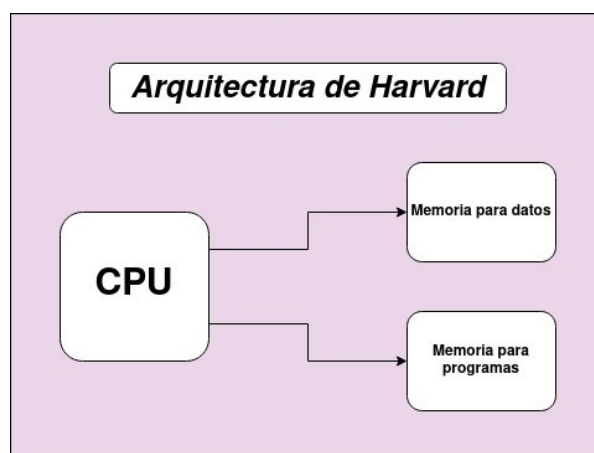 Arquitectura de Harvard
Memoria para datos
CPU
Memoria para
programas